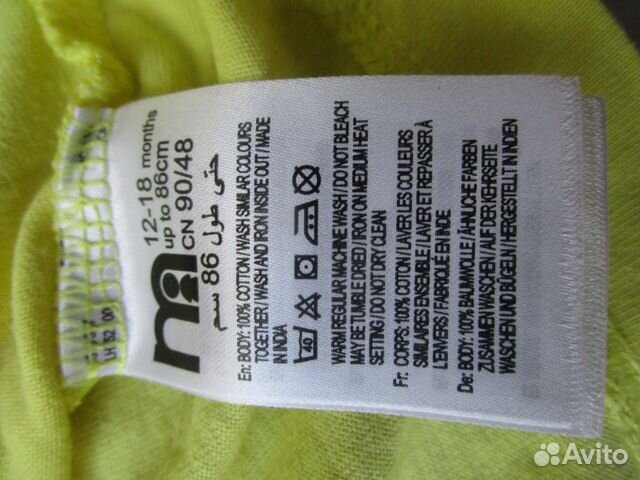 12-18 months
up to 86cm
CN 90/48
حتى طول 86 سم
En: BODY: 100% COTTON / WASH SIMILAR COLOURS
TOGETHER / WASH AND IRON INSIDE OUT / MADE
IN INDIA
40
WARM REGULAR MACHINE WASH / DO NOT BLEACH
MAY BE TUMBLE DRIED / IRON ON MEDIUM HEAT
SETTING / DO NOT DRY CLEAN
Fr: CORPS: 100% COTON / LAVER LES COULEURS
SIMILAIRES ENSEMBLE / LAVER ET REPASSER À
L'ENVERS / FABRIQUÉ EN INDE
De: BODY: 100% BAUMWOLLE / ÄHNLICHE FARBEN
ZUSAMMEN WASCHEN / AUF DER KEHRSEITE
WASCHEN UND BÜGELN / HERGESTELLT IN INDIEN
Avito